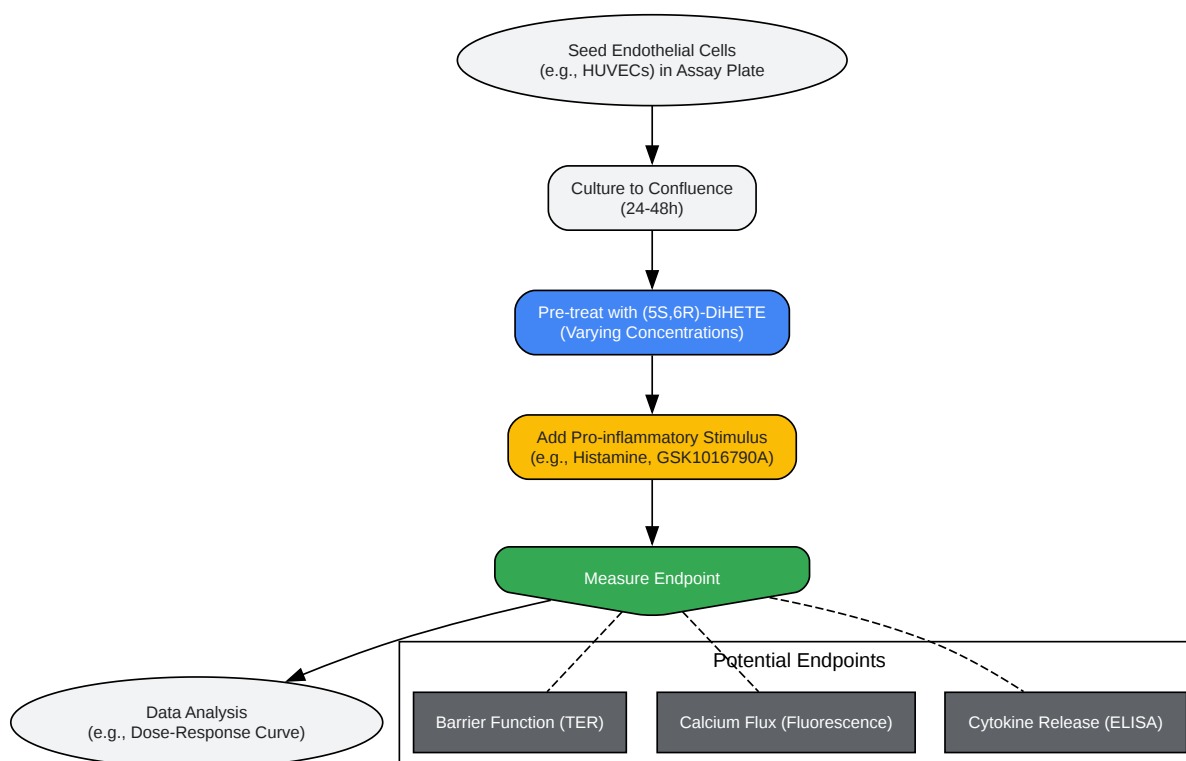 Seed Endothelial Cells
(e.g., HUVECs) in Assay Plate
Culture to Confluence
(24-48h)
Pre-treat with (5S,6R)-DiHETE
(Varying Concentrations)
Add Pro-inflammatory Stimulus
(e.g., Histamine, GSK1016790A)
Measure Endpoint
Potential Endpoints
Data Analysis
(e.g., Dose-Response Curve)
Barrier Function (TER)
Calcium Flux (Fluorescence)
Cytokine Release (ELISA)